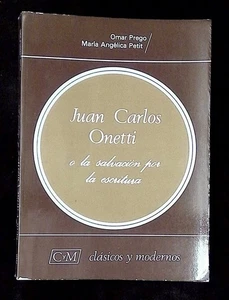 Omar Prego
María Angélica Petit
Juan Carlos
Onetti
o la salvación por
la escritura
C·M clásicos y modernos